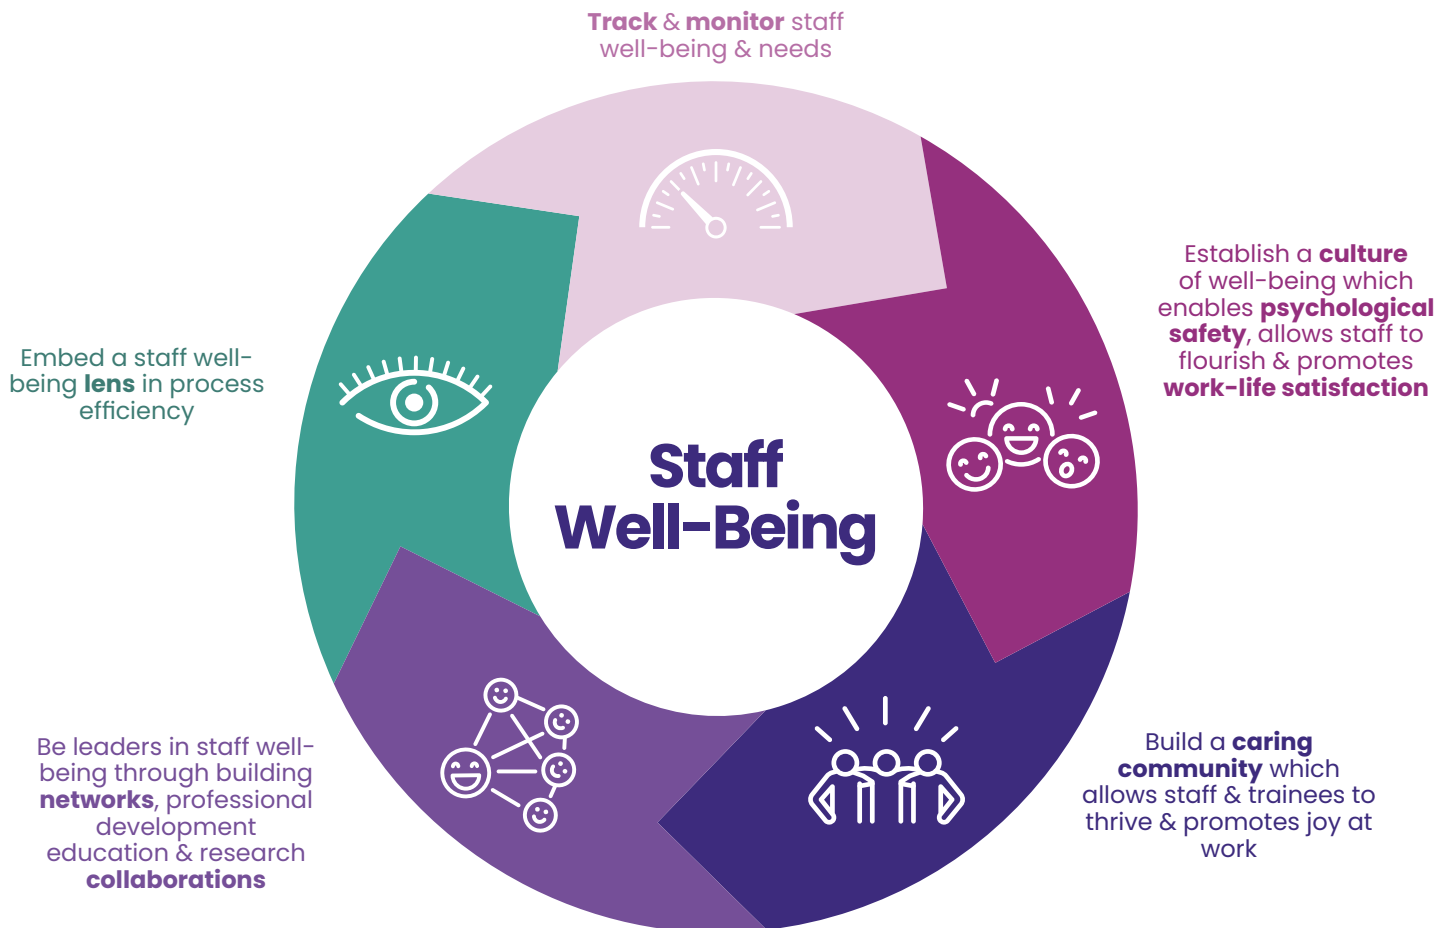 Track & monitor staff
well-being & needs
Establish a culture
of well-being which
enables psychological
safety, allows staff to
flourish & promotes
work-life satisfaction
Embed a staff well-
being lens in process
efficiency
Staff
Well-Being
Build a caring
community which
allows staff & trainees to
thrive & promotes joy at
work
Be leaders in staff well-
being through building
networks, professional
development
education & research
collaborations